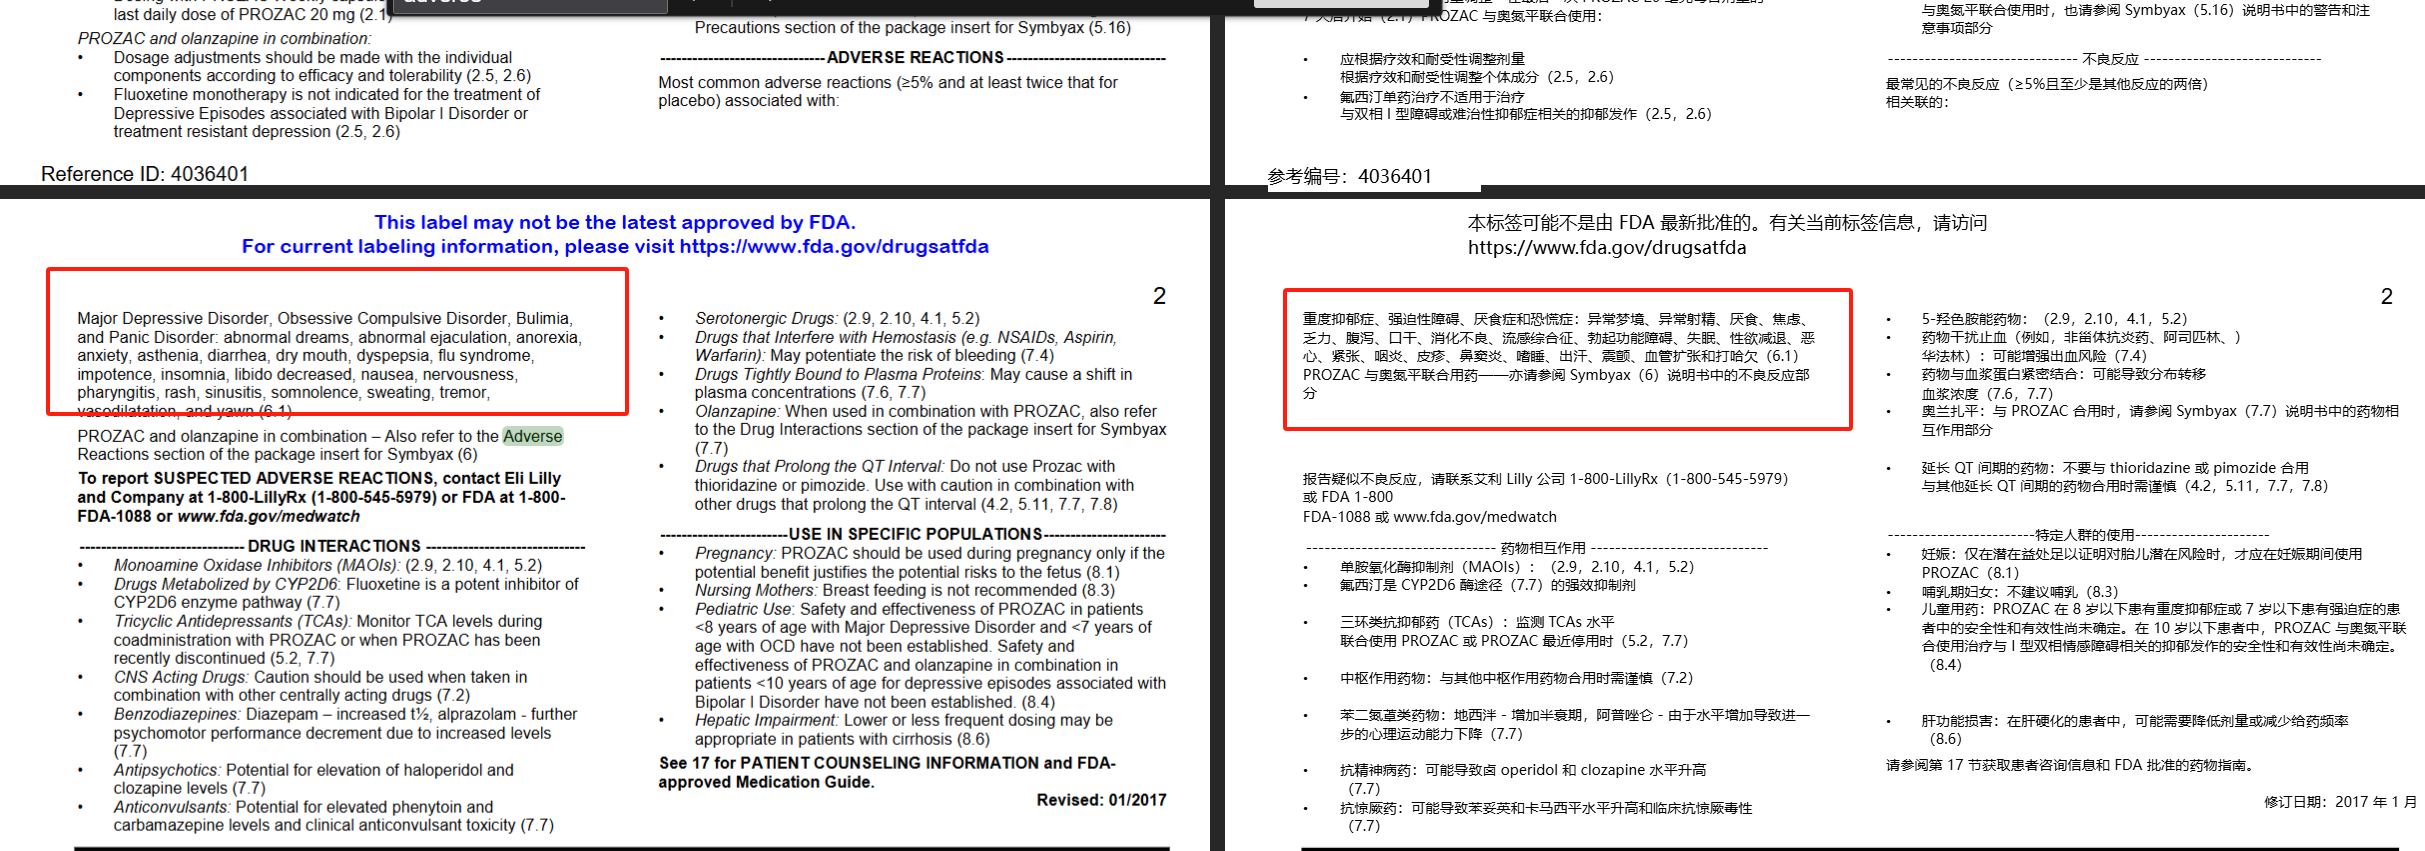 last daily dose of PROZAC 20 mg (2.1)
PROZAC and olanzapine in combination:
• Dosage adjustments should be made with the individual
components according to efficacy and tolerability (2.5, 2.6)
• Fluoxetine monotherapy is not indicated for the treatment of
Depressive Episodes associated with Bipolar I Disorder or
treatment resistant depression (2.5, 2.6)
Precautions section of the package insert for Symbyax (5.16)
------------------------------ADVERSE REACTIONS-----------------------------
Most common adverse reactions (≥5% and at least twice that for
placebo) associated with:
Reference ID: 4036401
This label may not be the latest approved by FDA.
For current labeling information, please visit https://www.fda.gov/drugsatfda
2
Major Depressive Disorder, Obsessive Compulsive Disorder, Bulimia,
and Panic Disorder: abnormal dreams, abnormal ejaculation, anorexia,
anxiety, asthenia, diarrhea, dry mouth, dyspepsia, flu syndrome,
impotence, insomnia, libido decreased, nausea, nervousness,
pharyngitis, rash, sinusitis, somnolence, sweating, tremor,
vasodilatation, and yawn (6.1)
PROZAC and olanzapine in combination – Also refer to the Adverse
Reactions section of the package insert for Symbyax (6)
To report SUSPECTED ADVERSE REACTIONS, contact Eli Lilly
and Company at 1-800-LillyRx (1-800-545-5979) or FDA at 1-800-
FDA-1088 or www.fda.gov/medwatch
------------------------------ DRUG INTERACTIONS -----------------------------
• Monoamine Oxidase Inhibitors (MAOIs): (2.9, 2.10, 4.1, 5.2)
• Drugs Metabolized by CYP2D6: Fluoxetine is a potent inhibitor of
CYP2D6 enzyme pathway (7.7)
• Tricyclic Antidepressants (TCAs): Monitor TCA levels during
coadministration with PROZAC or when PROZAC has been
recently discontinued (5.2, 7.7)
• CNS Acting Drugs: Caution should be used when taken in
combination with other centrally acting drugs (7.2)
• Benzodiazepines: Diazepam – increased t½, alprazolam - further
psychomotor performance decrement due to increased levels
(7.7)
• Antipsychotics: Potential for elevation of haloperidol and
clozapine levels (7.7)
• Anticonvulsants: Potential for elevated phenytoin and
carbamazepine levels and clinical anticonvulsant toxicity (7.7)
• Serotonergic Drugs: (2.9, 2.10, 4.1, 5.2)
• Drugs that Interfere with Hemostasis (e.g. NSAIDs, Aspirin,
Warfarin): May potentiate the risk of bleeding (7.4)
• Drugs Tightly Bound to Plasma Proteins: May cause a shift in
plasma concentrations (7.6, 7.7)
• Olanzapine: When used in combination with PROZAC, also refer
to the Drug Interactions section of the package insert for Symbyax
(7.7)
• Drugs that Prolong the QT Interval: Do not use Prozac with
thioridazine or pimozide. Use with caution in combination with
other drugs that prolong the QT interval (4.2, 5.11, 7.7, 7.8)
-----------------------USE IN SPECIFIC POPULATIONS----------------------
• Pregnancy: PROZAC should be used during pregnancy only if the
potential benefit justifies the potential risks to the fetus (8.1)
• Nursing Mothers: Breast feeding is not recommended (8.3)
• Pediatric Use: Safety and effectiveness of PROZAC in patients
<8 years of age with Major Depressive Disorder and <7 years of
age with OCD have not been established. Safety and
effectiveness of PROZAC and olanzapine in combination in
patients <10 years of age for depressive episodes associated with
Bipolar I Disorder have not been established. (8.4)
• Hepatic Impairment: Lower or less frequent dosing may be
appropriate in patients with cirrhosis (8.6)
See 17 for PATIENT COUNSELING INFORMATION and FDA-
approved Medication Guide.
Revised: 01/2017
PROZAC 与奥氮平联合使用：
• 应根据疗效和耐受性调整剂量
根据疗效和耐受性调整个体成分（2.5，2.6）
• 氟西汀单药治疗不适用于治疗
与双相 I 型障碍或难治性抑郁症相关的抑郁发作（2.5，2.6）
与奥氮平联合使用时，也请参阅 Symbyax（5.16）说明书中的警告和注
意事项部分
------------------------------- 不良反应 -----------------------------
最常见的不良反应（≥5%且至少是其他反应的两倍）
相关联的：
参考编号：4036401
本标签可能不是由 FDA 最新批准的。有关当前标签信息，请访问
https://www.fda.gov/drugsatfda
2
重度抑郁症、强迫性障碍、厌食症和恐慌症：异常梦境、异常射精、厌食、焦虑、
乏力、腹泻、口干、消化不良、流感综合征、勃起功能障碍、失眠、性欲减退、恶
心、紧张、咽炎、皮疹、鼻窦炎、嗜睡、出汗、震颤、血管扩张和打哈欠（6.1）
PROZAC 与奥氮平联合用药——亦请参阅 Symbyax（6）说明书中的不良反应部
分
报告疑似不良反应，请联系艾利 Lilly 公司 1-800-LillyRx（1-800-545-5979）
或 FDA 1-800
FDA-1088 或 www.fda.gov/medwatch
------------------------------- 药物相互作用 -----------------------------
• 单胺氧化酶抑制剂（MAOIs）：（2.9，2.10，4.1，5.2）
• 氟西汀是 CYP2D6 酶途径（7.7）的强效抑制剂
• 三环类抗抑郁药（TCAs）：监测 TCAs 水平
联合使用 PROZAC 或 PROZAC 最近停用时（5.2，7.7）
• 中枢作用药物：与其他中枢作用药物合用时需谨慎（7.2）
• 苯二氮䓬类药物：地西泮 - 增加半衰期，阿普唑仑 - 由于水平增加导致进一
步的心理运动能力下降（7.7）
• 抗精神病药：可能导致卤 operidol 和 clozapine 水平升高
（7.7）
• 抗惊厥药：可能导致苯妥英和卡马西平水平升高和临床抗惊厥毒性
（7.7）
• 5-羟色胺能药物：（2.9，2.10，4.1，5.2）
• 药物干扰止血（例如，非甾体抗炎药、阿司匹林、）
华法林）：可能增强出血风险（7.4）
• 药物与血浆蛋白紧密结合：可能导致分布转移
血浆浓度（7.6，7.7）
• 奥兰扎平：与 PROZAC 合用时，请参阅 Symbyax（7.7）说明书中的药物相
互作用部分
• 延长 QT 间期的药物：不要与 thioridazine 或 pimozide 合用
与其他延长 QT 间期的药物合用时需谨慎（4.2，5.11，7.7，7.8）
------------------------特定人群的使用----------------------
• 妊娠：仅在潜在益处足以证明对胎儿潜在风险时，才应在妊娠期间使用
PROZAC（8.1）
• 哺乳期妇女：不建议哺乳（8.3）
• 儿童用药：PROZAC 在 8 岁以下患有重度抑郁症或 7 岁以下患有强迫症的患
者中的安全性和有效性尚未确定。在 10 岁以下患者中，PROZAC 与奥氮平联
合使用治疗与 I 型双相情感障碍相关的抑郁发作的安全性和有效性尚未确定。
（8.4）
• 肝功能损害：在肝硬化的患者中，可能需要降低剂量或减少给药频率
（8.6）
请参阅第 17 节获取患者咨询信息和 FDA 批准的药物指南。
修订日期：2017 年 1 月